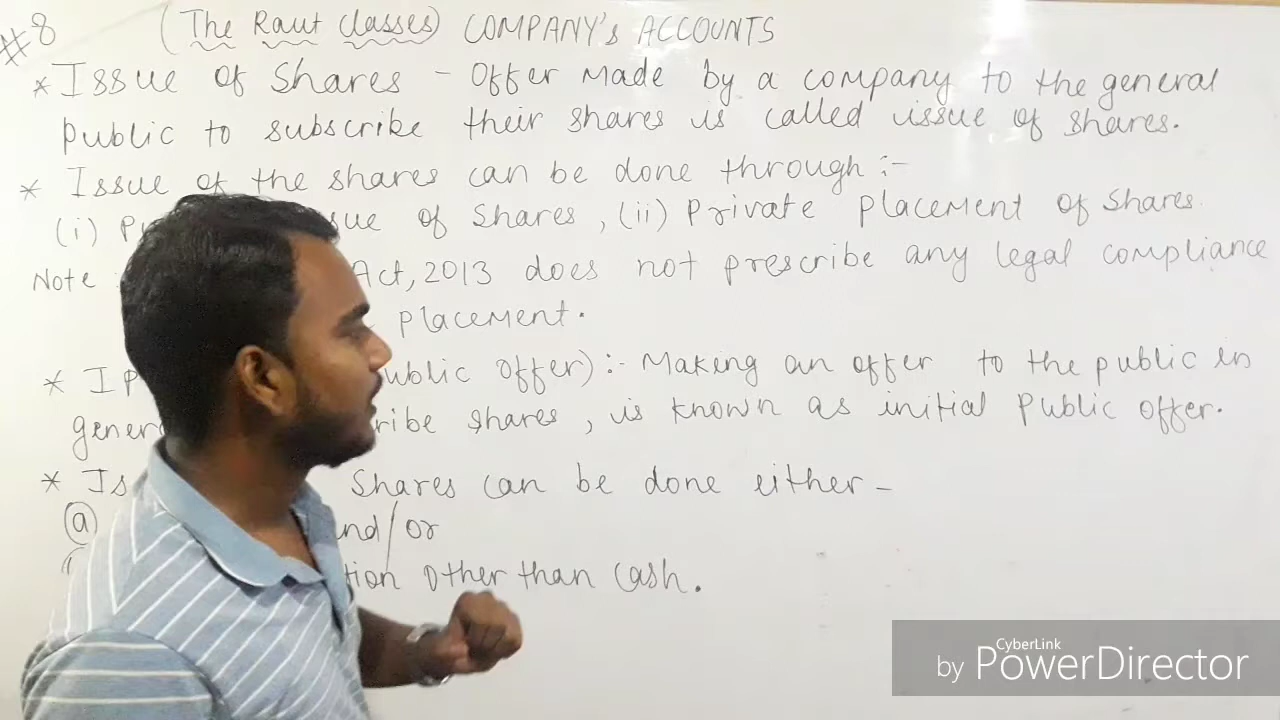 #8 (The Raut Classes) COMPANY's ACCOUNTS
* Issue of Shares - Offer made by a company to the general
public to subscribe their shares is called issue of shares.
* Issue of the shares can be done through :-
(i) P ssue of Shares, (ii) Private placement of Shares.
Note : Act, 2013 does not prescribe any legal compliance
placement.
* IP ublic offer) :- Making an offer to the public in
gener ribe shares, is known as initial public offer.
* Is Shares can be done either -
(a) nd/or
tion other than cash.
CyberLink
by PowerDirector